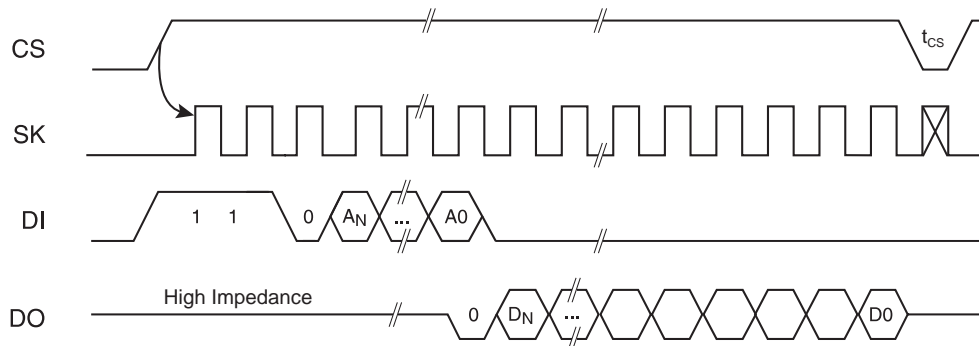 CS
t_CS
SK
DI
1 1 0 A_N ... A0
High Impedance
DO
0 D_N ... D0